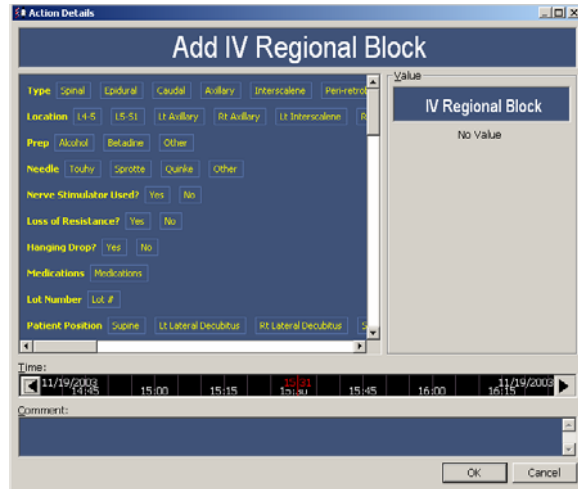 Action Details
Add IV Regional Block
Type Spinal Epidural Caudal Axillary Interscalene Peri-retrob
Location L4-5 L5-S1 Lt Axillary Rt Axillary Lt Interscalene R
Prep Alcohol Betadine Other
Needle Touhy Sprotte Quinke Other
Nerve Stimulator Used? Yes No
Loss of Resistance? Yes No
Hanging Drop? Yes No
Medications Medications
Lot Number Lot #
Patient Position Supine Lt Lateral Decubitus Rt Lateral Decubitus S
Value
IV Regional Block
No Value
Time:
11/19/2003 15:31 11/19/2003
14:45 15:00 15:15 15:30 15:45 16:00 16:15
Comment:
OK Cancel